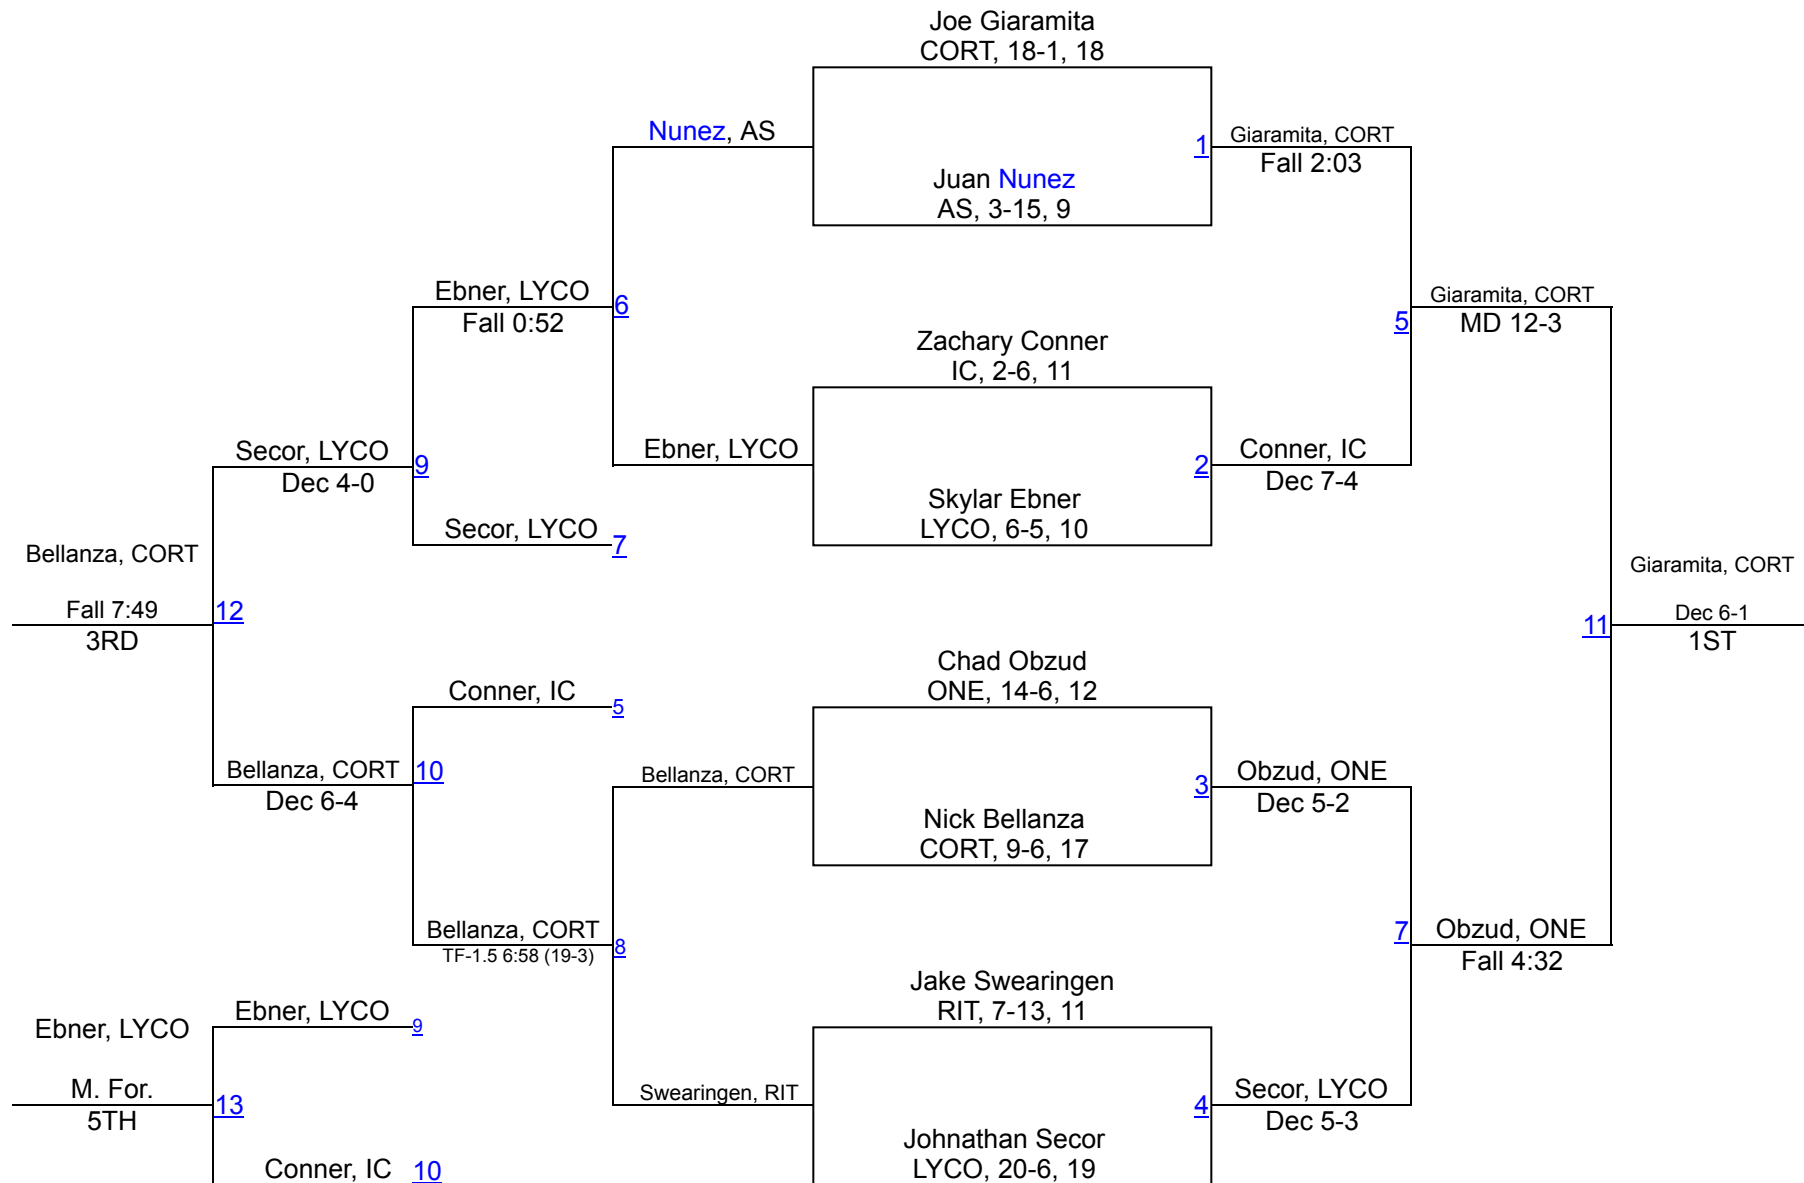 Joe Giaramita
CORT, 18-1, 18
Nunez, AS
1
Giaramita, CORT
Fall 2:03
Juan Nunez
AS, 3-15, 9
Ebner, LYCO
Fall 0:52
6
Giaramita, CORT
MD 12-3
5
Zachary Conner
IC, 2-6, 11
Secor, LYCO
Dec 4-0
9
Ebner, LYCO
2
Conner, IC
Dec 7-4
Skylar Ebner
LYCO, 6-5, 10
Secor, LYCO
7
Bellanza, CORT
Fall 7:49
3RD
12
Giaramita, CORT
Dec 6-1
1ST
11
Chad Obzud
ONE, 14-6, 12
Conner, IC
5
Bellanza, CORT
Dec 6-4
10
Bellanza, CORT
3
Obzud, ONE
Dec 5-2
Nick Bellanza
CORT, 9-6, 17
Bellanza, CORT
TF-1.5 6:58 (19-3)
8
7
Obzud, ONE
Fall 4:32
Jake Swearingen
RIT, 7-13, 11
Ebner, LYCO
Ebner, LYCO
9
M. For.
5TH
13
Swearingen, RIT
4
Secor, LYCO
Dec 5-3
Johnathan Secor
LYCO, 20-6, 19
Conner, IC
10